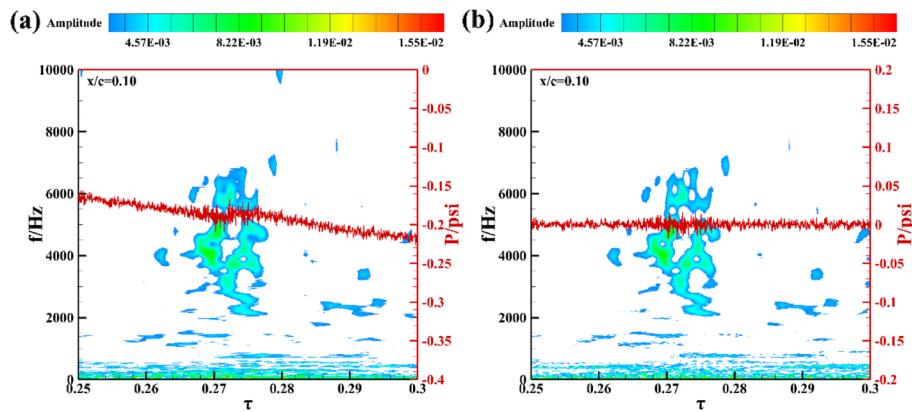 (a) Amplitude
4.57E-03 8.22E-03 1.19E-02 1.55E-02
x/c=0.10
f/Hz
10000
8000
6000
4000
2000
0
0.25 0.26 0.27 0.28 0.29 0.3
τ
0
-0.05
-0.1
-0.15
-0.2
-0.25
-0.3
-0.35
-0.4
P/psi
(b) Amplitude
4.57E-03 8.22E-03 1.19E-02 1.55E-02
x/c=0.10
f/Hz
10000
8000
6000
4000
2000
0
0.25 0.26 0.27 0.28 0.29 0.3
τ
0.2
0.15
0.1
0.05
0
-0.05
-0.1
-0.15
-0.2
P/psi